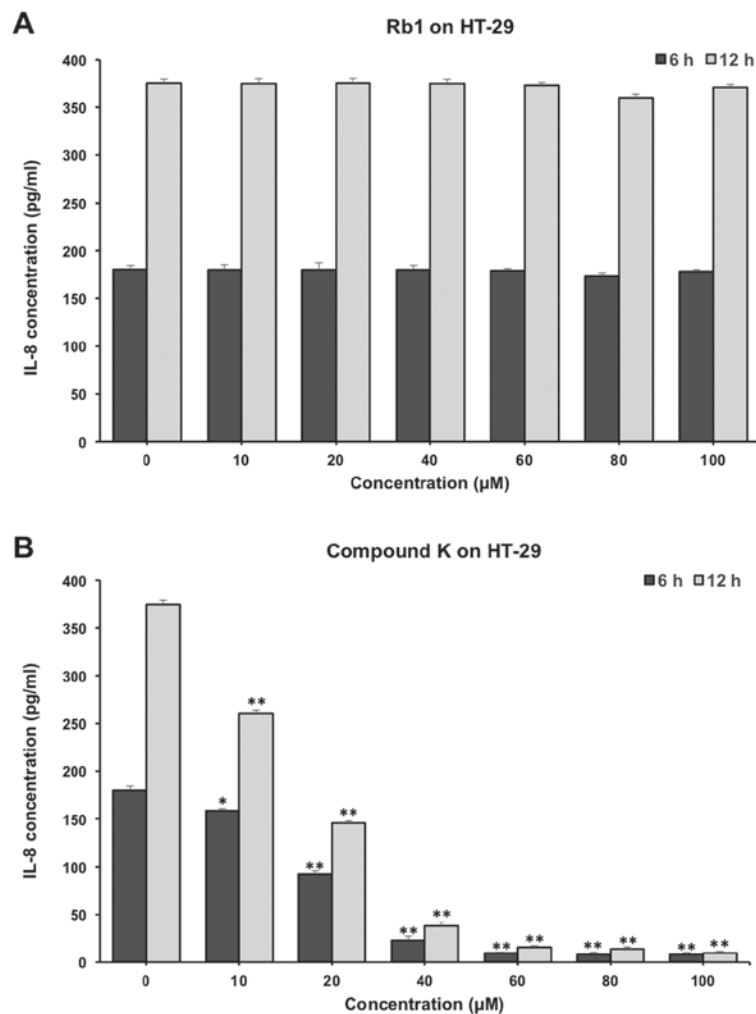 A
Rb1 on HT-29
6 h 12 h
IL-8 concentration (pg/ml)
400
350
300
250
200
150
100
50
0
0 10 20 40 60 80 100
Concentration (µM)
B
Compound K on HT-29
6 h 12 h
IL-8 concentration (pg/ml)
400
350
300
250
200
150
100
50
0
* ** ** ** ** ** ** ** ** ** ** **
0 10 20 40 60 80 100
Concentration (µM)